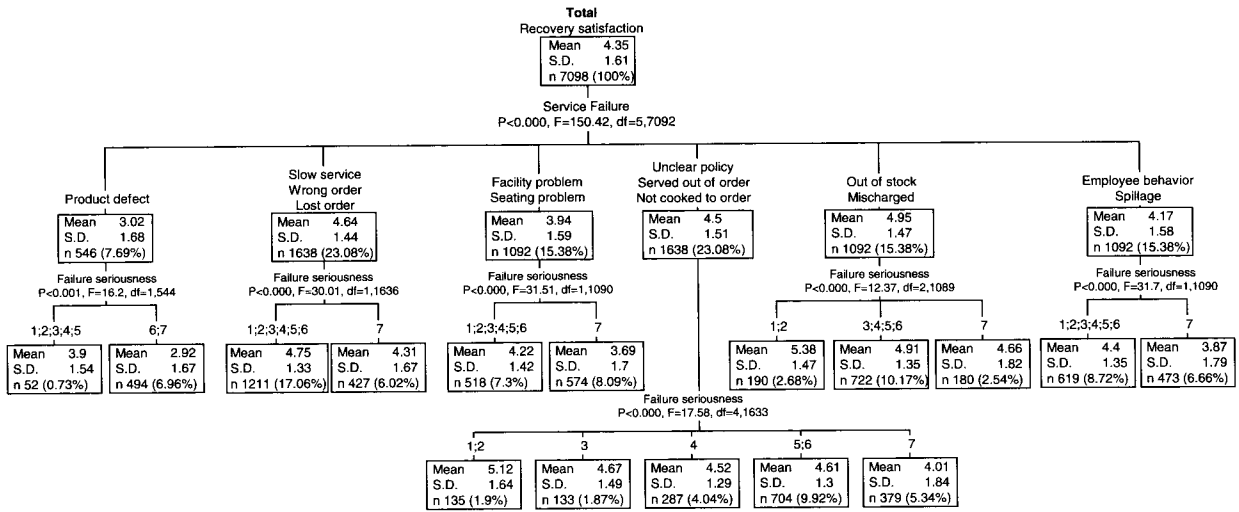 Total
Recovery satisfaction
Mean 4.35
S.D. 1.61
n 7098 (100%)
Service Failure
P<0.000, F=150.42, df=5,7092
Product defect
Mean 3.02
S.D. 1.68
n 546 (7.69%)
Failure seriousness
P<0.001, F=16.2, df=1,544
1;2;3;4;5
Mean 3.9
S.D. 1.54
n 52 (0.73%)
6;7
Mean 2.92
S.D. 1.67
n 494 (6.96%)
Slow service
Wrong order
Lost order
Mean 4.64
S.D. 1.44
n 1638 (23.08%)
Failure seriousness
P<0.000, F=30.01, df=1,1636
1;2;3;4;5;6
Mean 4.75
S.D. 1.33
n 1211 (17.06%)
7
Mean 4.31
S.D. 1.67
n 427 (6.02%)
Facility problem
Seating problem
Mean 3.94
S.D. 1.59
n 1092 (15.38%)
Failure seriousness
P<0.000, F=31.51, df=1,1090
1;2;3;4;5;6
Mean 4.22
S.D. 1.42
n 518 (7.3%)
7
Mean 3.69
S.D. 1.7
n 574 (8.09%)
Unclear policy
Served out of order
Not cooked to order
Mean 4.5
S.D. 1.51
n 1638 (23.08%)
Failure seriousness
P<0.000, F=17.58, df=4,1633
1;2
Mean 5.12
S.D. 1.64
n 135 (1.9%)
3
Mean 4.67
S.D. 1.49
n 133 (1.87%)
4
Mean 4.52
S.D. 1.29
n 287 (4.04%)
5;6
Mean 4.61
S.D. 1.3
n 704 (9.92%)
7
Mean 4.01
S.D. 1.84
n 379 (5.34%)
Out of stock
Mischarged
Mean 4.95
S.D. 1.47
n 1092 (15.38%)
Failure seriousness
P<0.000, F=12.37, df=2,1089
1;2
Mean 5.38
S.D. 1.47
n 190 (2.68%)
3;4;5;6
Mean 4.91
S.D. 1.35
n 722 (10.17%)
7
Mean 4.66
S.D. 1.82
n 180 (2.54%)
Employee behavior
Spillage
Mean 4.17
S.D. 1.58
n 1092 (15.38%)
Failure seriousness
P<0.000, F=31.7, df=1,1090
1;2;3;4;5;6
Mean 4.4
S.D. 1.35
n 619 (8.72%)
7
Mean 3.87
S.D. 1.79
n 473 (6.66%)